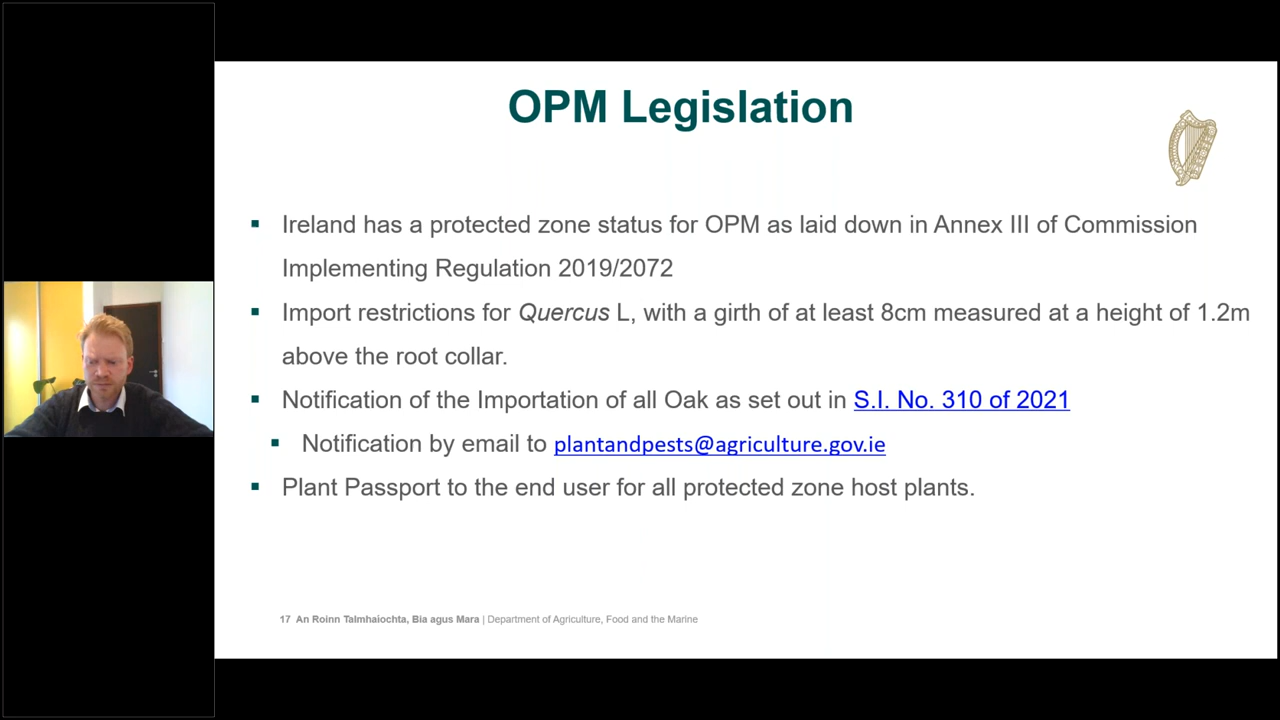 OPM Legislation
Ireland has a protected zone status for OPM as laid down in Annex III of Commission
Implementing Regulation 2019/2072
Import restrictions for Quercus L, with a girth of at least 8cm measured at a height of 1.2m
above the root collar.
Notification of the Importation of all Oak as set out in S.I. No. 310 of 2021
Notification by email to plantandpests@agriculture.gov.ie
Plant Passport to the end user for all protected zone host plants.
17 An Roinn Talmhaíochta, Bia agus Mara | Department of Agriculture, Food and the Marine